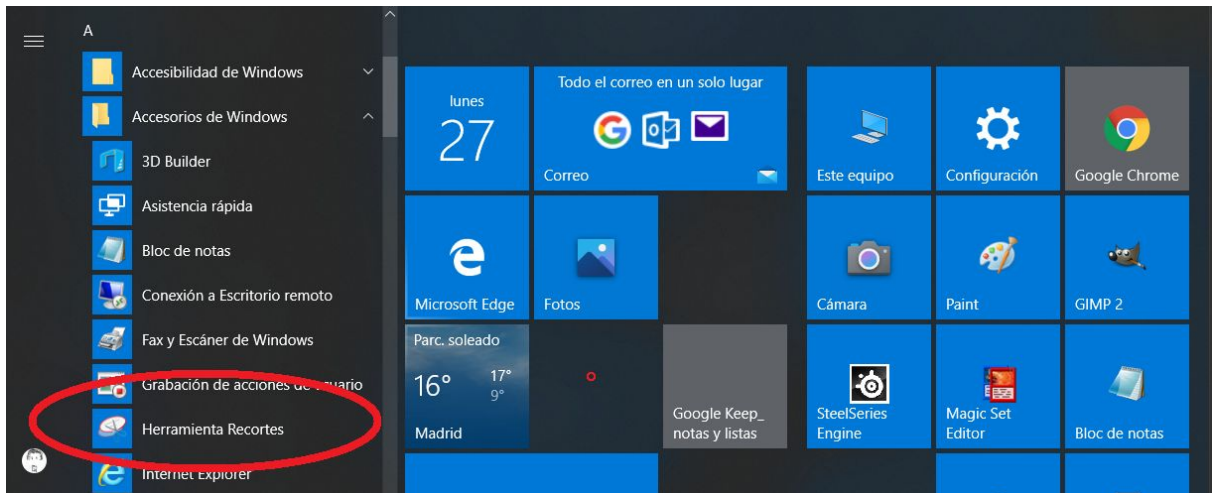 A
Accesibilidad de Windows
Accesorios de Windows
3D Builder
Asistencia rápida
Bloc de notas
Conexión a Escritorio remoto
Fax y Escáner de Windows
Grabación de acciones de usuario
Herramienta Recortes
Internet Explorer
lunes
27
Todo el correo en un solo lugar
Correo
Microsoft Edge
Fotos
Parc. soleado
16° 17°
9°
Madrid
Google Keep_
notas y listas
Este equipo
Configuración
Google Chrome
Cámara
Paint
GIMP 2
SteelSeries
Engine
Magic Set
Editor
Bloc de notas